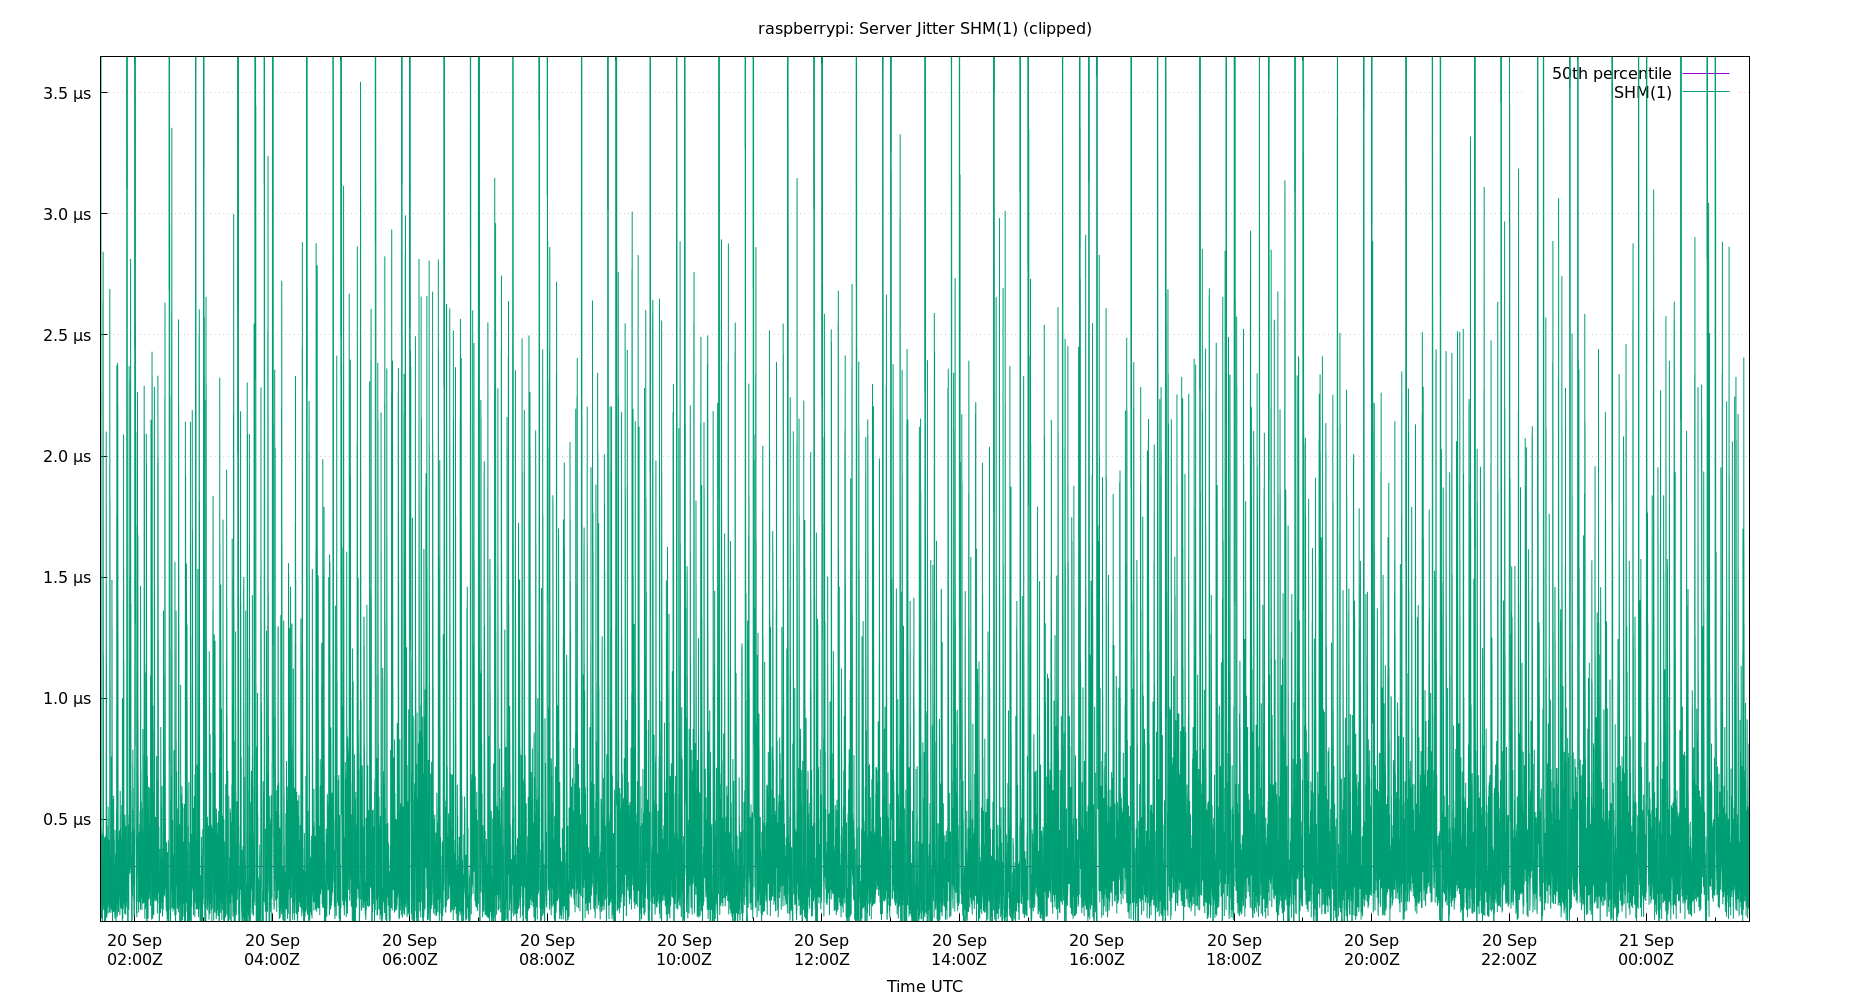 raspberrypi: Server Jitter SHM(1) (clipped)
50th percentile
SHM(1)
3.5 µs
3.0 µs
2.5 µs
2.0 µs
1.5 µs
1.0 µs
0.5 µs
20 Sep 20 Sep 20 Sep 20 Sep 20 Sep 20 Sep 20 Sep 20 Sep 20 Sep 20 Sep 20 Sep 21 Sep
02:00Z 04:00Z 06:00Z 08:00Z 10:00Z 12:00Z 14:00Z 16:00Z 18:00Z 20:00Z 22:00Z 00:00Z
Time UTC